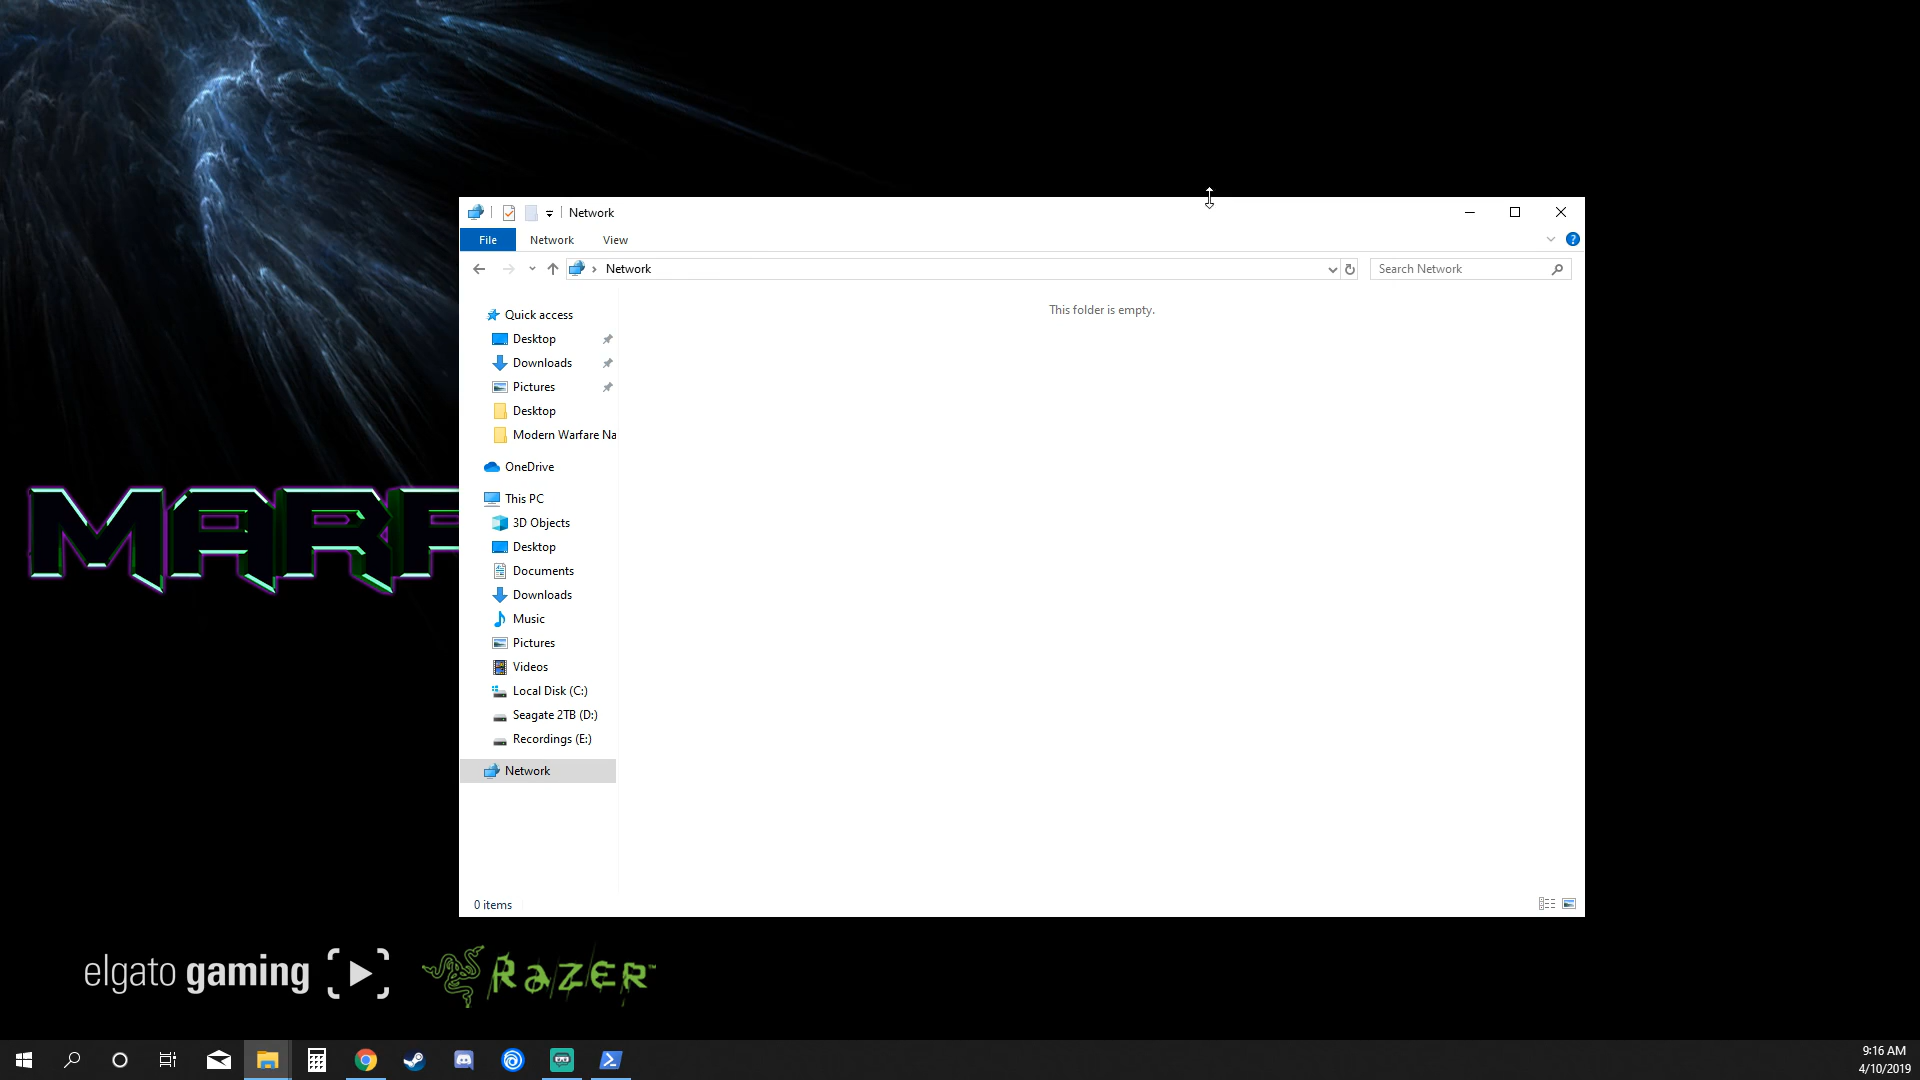 Network
File
Network
View
Network
Search Network
Quick access
This folder is empty.
Desktop
Downloads
Pictures
Desktop
Modern Warfare Na
OneDrive
This PC
3D Objects
Desktop
Documents
Downloads
Music
Pictures
Videos
Local Disk (C:)
Seagate 2TB (D:)
Recordings (E:)
Network
0 items
MAR
elgato gaming
RAZER™
9:16 AM
4/10/2019